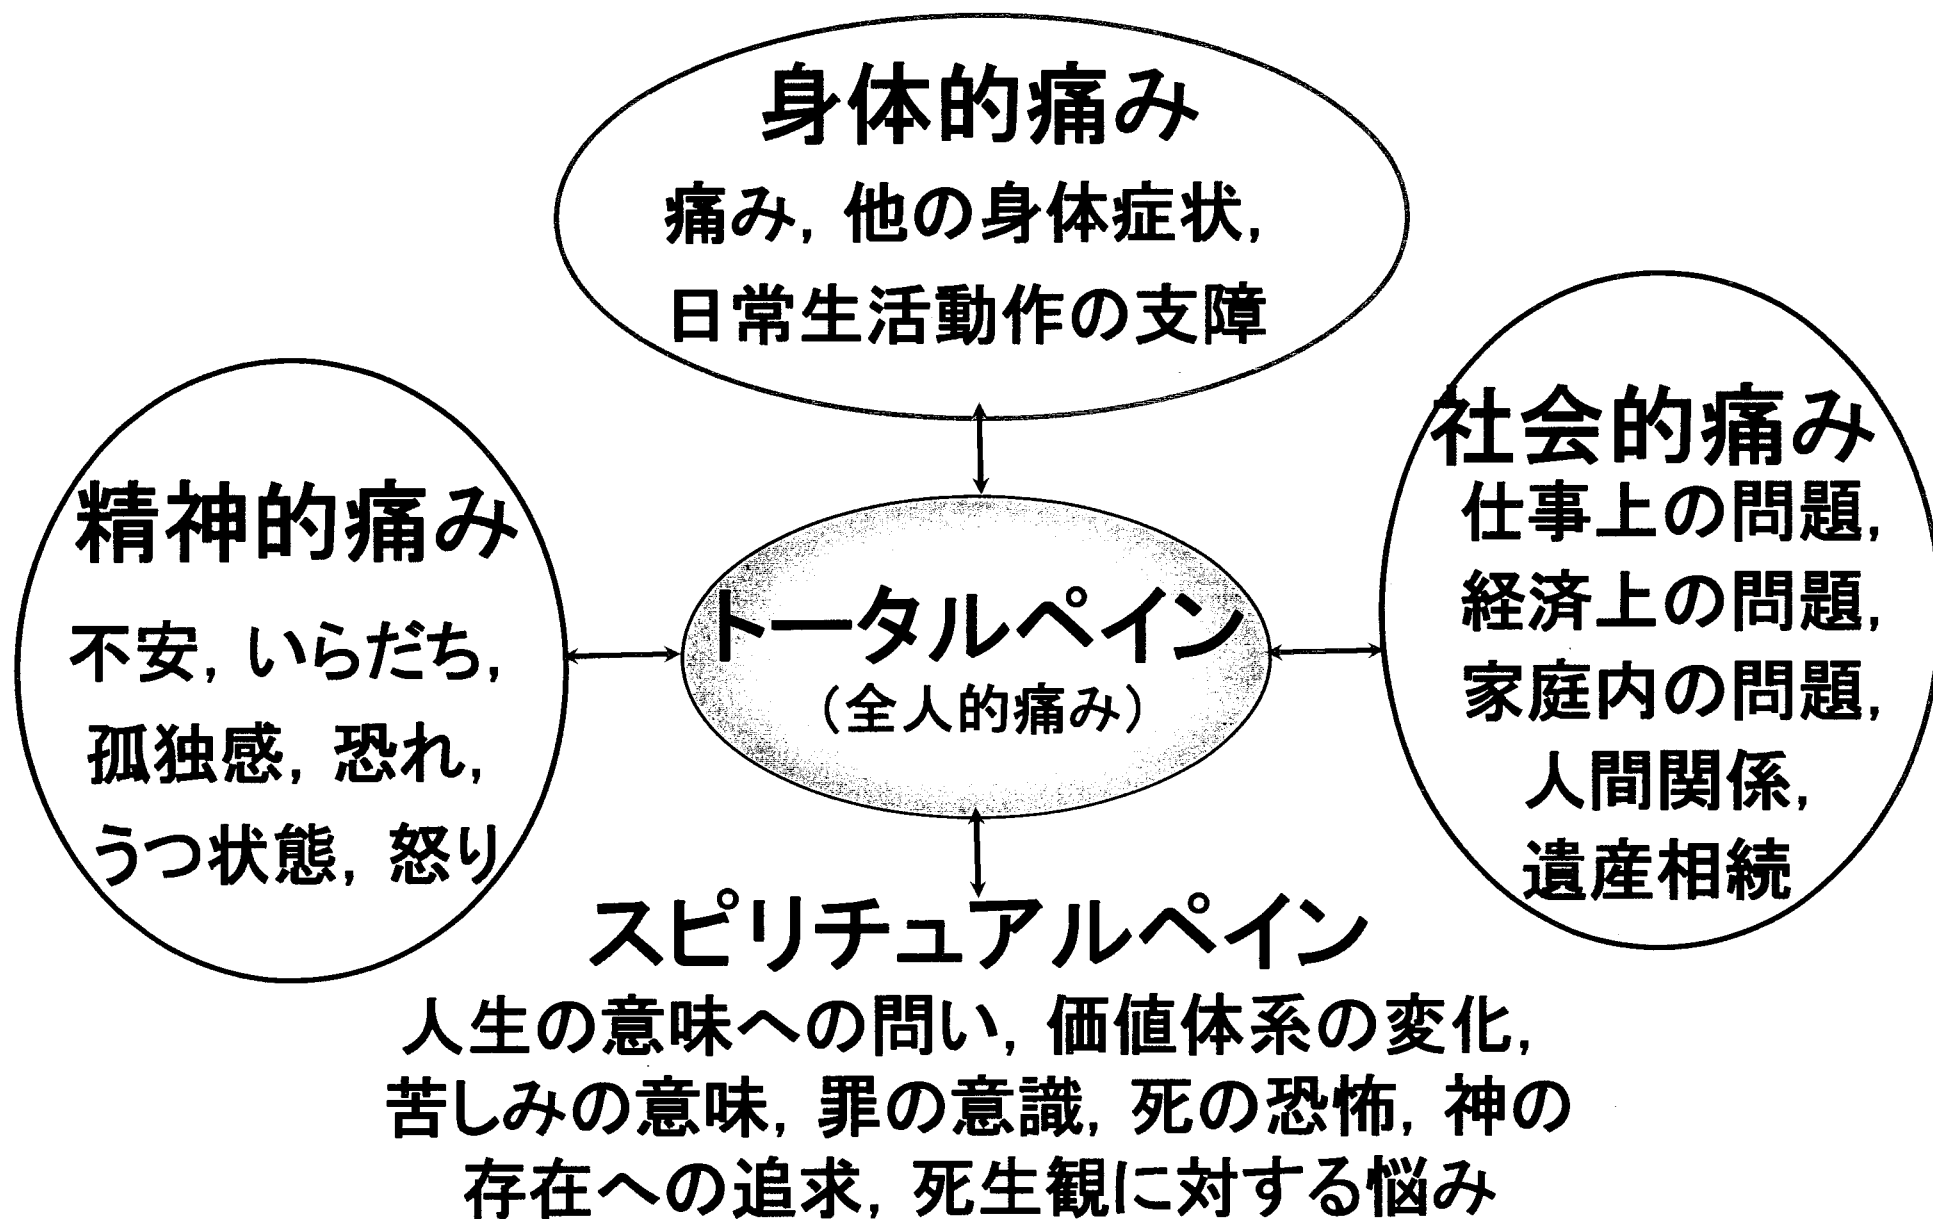 身体的痛み
痛み, 他の身体症状,
日常生活動作の支障
精神的痛み
不安, いらだち,
孤独感, 恐れ,
うつ状態, 怒り
トータルペイン
(全人的痛み)
社会的痛み
仕事上の問題,
経済上の問題,
家庭内の問題,
人間関係,
遺産相続
スピリチュアルペイン
人生の意味への問い, 価値体系の変化,
苦しみの意味, 罪の意識, 死の恐怖, 神の
存在への追求, 死生観に対する悩み